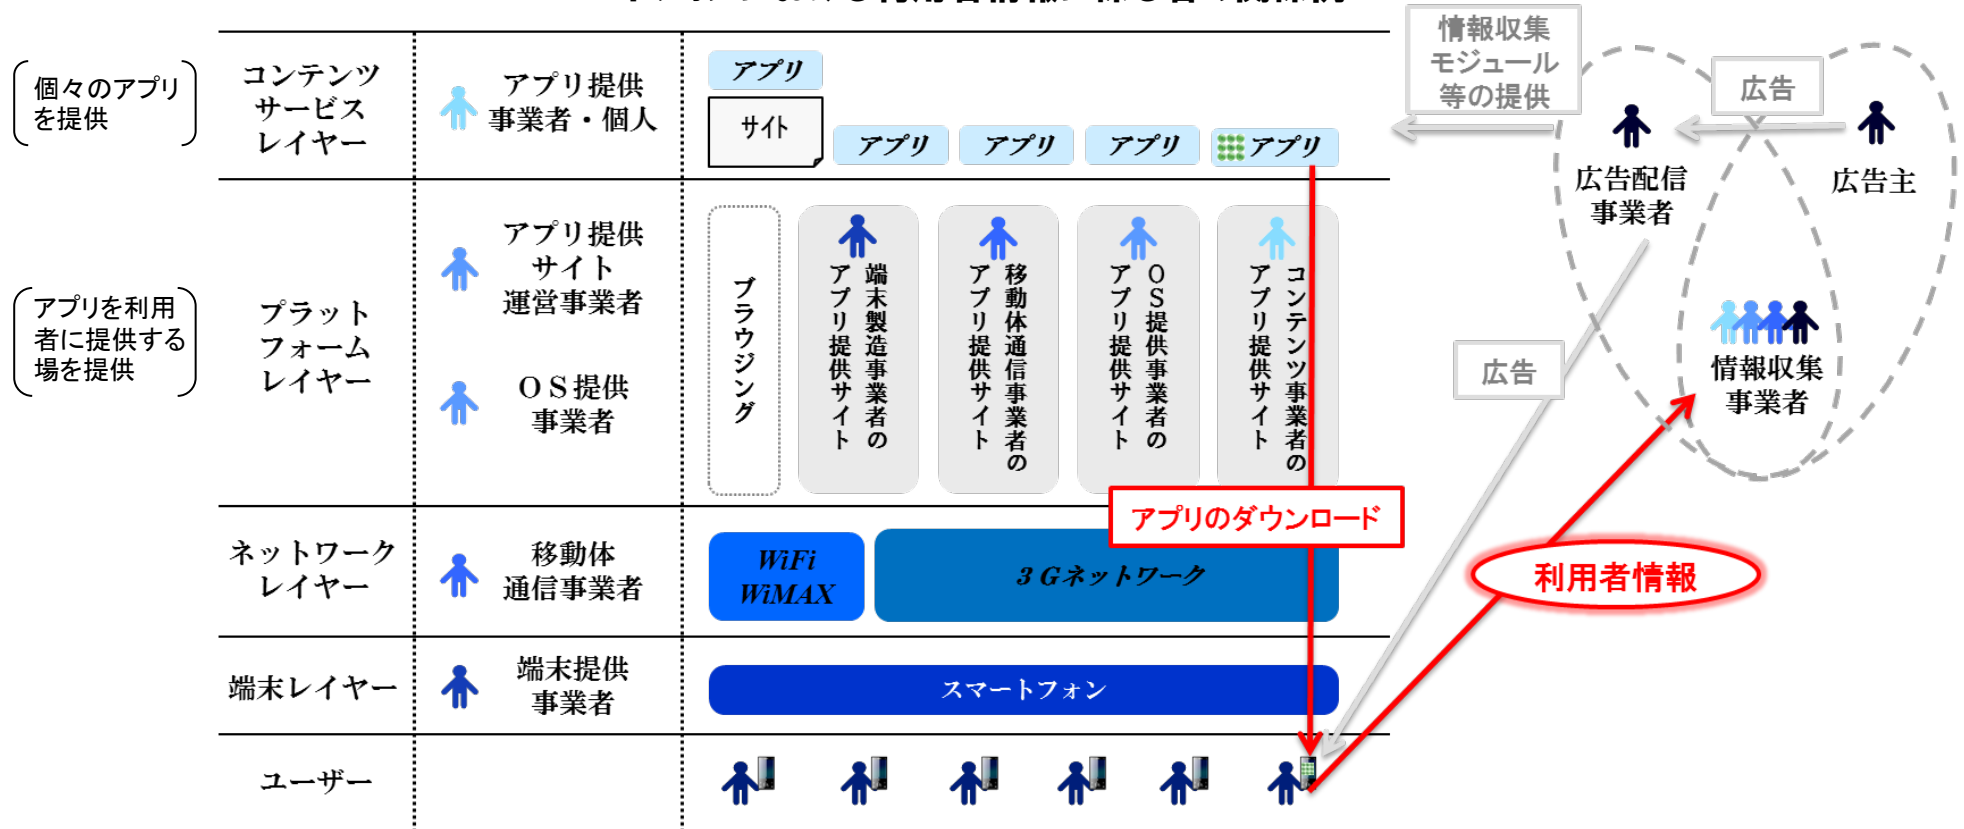 個々のアプリ
を提供
コンテンツ
サービス
レイヤー
アプリ提供
事業者・個人
アプリ
サイト
アプリ
アプリ
アプリ
アプリ
情報収集
モジュール
等の提供
広告
広告配信
事業者
広告主
アプリを利用
者に提供する
場を提供
プラット
フォーム
レイヤー
アプリ提供
サイト
運営事業者
OS提供
事業者
ブラウジング
端末製造事業者の
アプリ提供サイト
移動体通信事業者の
アプリ提供サイト
OS提供事業者の
アプリ提供サイト
コンテンツ事業者の
アプリ提供サイト
広告
情報収集
事業者
アプリのダウンロード
利用者情報
ネットワーク
レイヤー
移動体
通信事業者
WiFi
WiMAX
3Gネットワーク
端末レイヤー
端末提供
事業者
スマートフォン
ユーザー